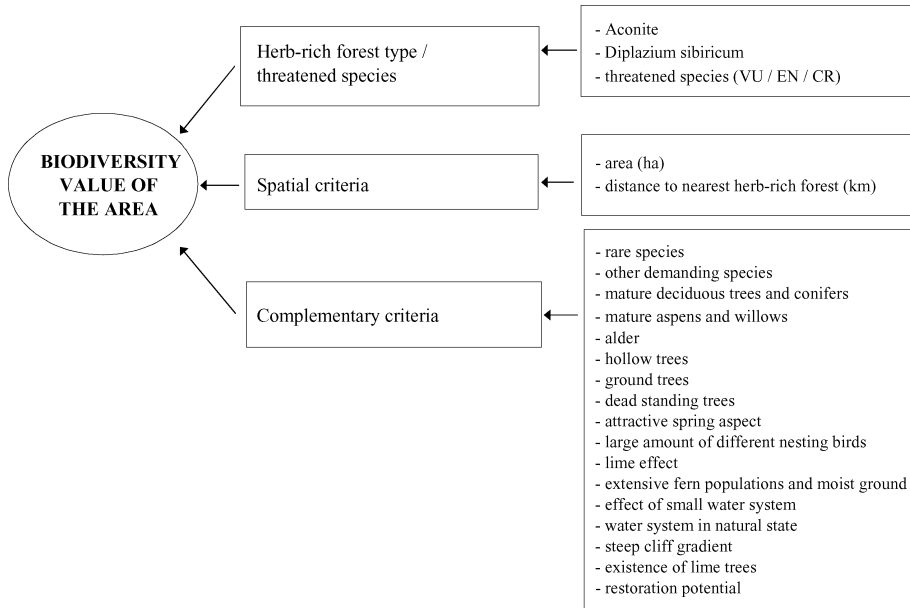 BIODIVERSITY
VALUE OF
THE AREA
Herb-rich forest type /
threatened species
- Aconite
- Diplazium sibiricum
- threatened species (VU / EN / CR)
Spatial criteria
- area (ha)
- distance to nearest herb-rich forest (km)
Complementary criteria
- rare species
- other demanding species
- mature deciduous trees and conifers
- mature aspens and willows
- alder
- hollow trees
- ground trees
- dead standing trees
- attractive spring aspect
- large amount of different nesting birds
- lime effect
- extensive fern populations and moist ground
- effect of small water system
- water system in natural state
- steep cliff gradient
- existence of lime trees
- restoration potential